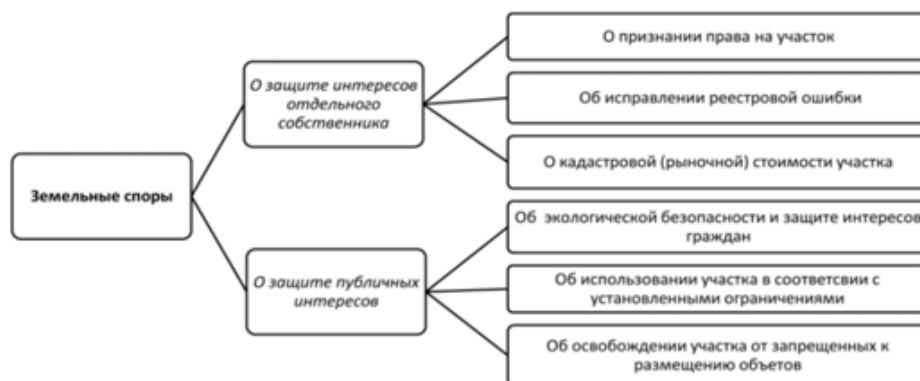 Земельные споры
О защите интересов
отдельного
собственника
О признании права на участок
Об исправлении реестровой ошибки
О кадастровой (рыночной) стоимости участка
О защите публичных
интересов
Об экологической безопасности и защите интересов
граждан
Об использовании участка в соответсвии с
установленными ограничениями
Об освобождении участка от запрещенных к
размещению объетов